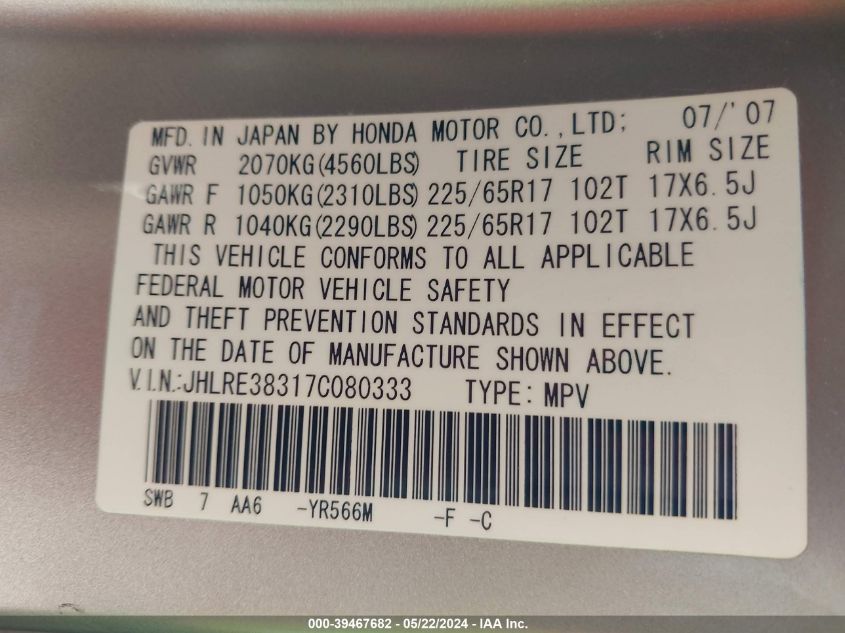 MFD. IN JAPAN BY HONDA MOTOR CO.,LTD; 07/'07
GVWR 2070KG(4560LBS) TIRE SIZE RIM SIZE
GAWR F 1050KG(2310LBS) 225/65R17 102T 17X6.5J
GAWR R 1040KG(2290LBS) 225/65R17 102T 17X6.5J
THIS VEHICLE CONFORMS TO ALL APPLICABLE
FEDERAL MOTOR VEHICLE SAFETY
AND THEFT PREVENTION STANDARDS IN EFFECT
ON THE DATE OF MANUFACTURE SHOWN ABOVE.
V.I.N.:JHLRE38317C080333 TYPE: MPV
SWB 7 AA6 -YR566M -F -C
000-39467682 - 05/22/2024 - IAA Inc.